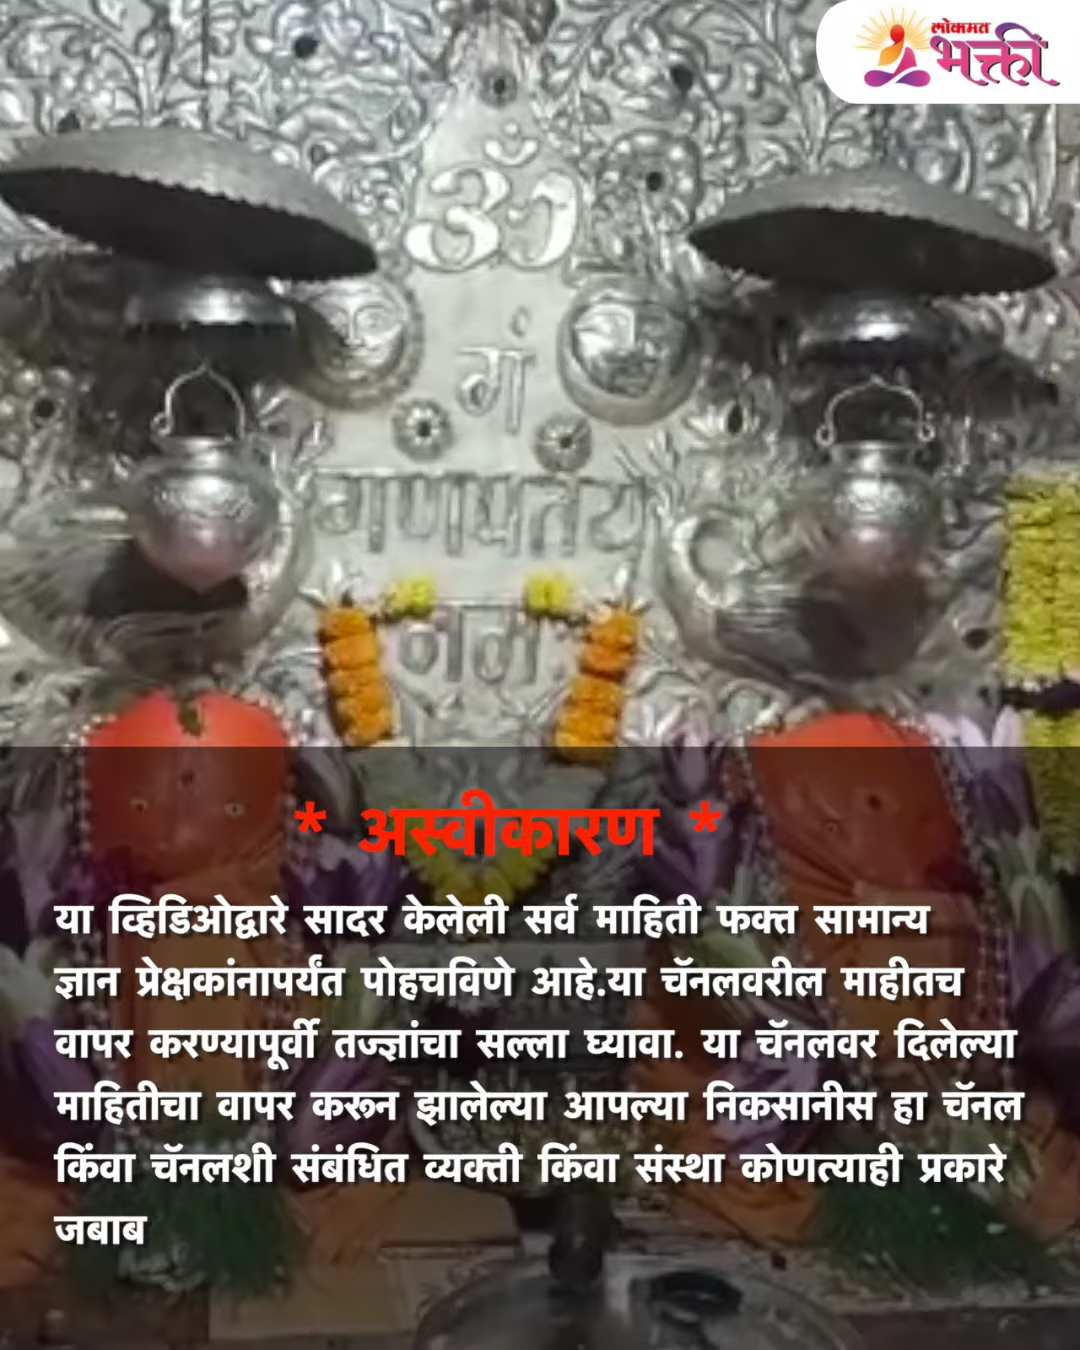 लोकमत
भक्ती
ॐ
गं
गणपतये
नमः
* अस्वीकारण *
या व्हिडिओद्वारे सादर केलेली सर्व माहिती फक्त सामान्य
ज्ञान प्रेक्षकांनापर्यंत पोहचविणे आहे.या चॅनलवरील माहीतच
वापर करण्यापूर्वी तज्ज्ञांचा सल्ला घ्यावा. या चॅनलवर दिलेल्या
माहितीचा वापर करून झालेल्या आपल्या निकसानीस हा चॅनल
किंवा चॅनलशी संबंधित व्यक्ती किंवा संस्था कोणत्याही प्रकारे
जबाब